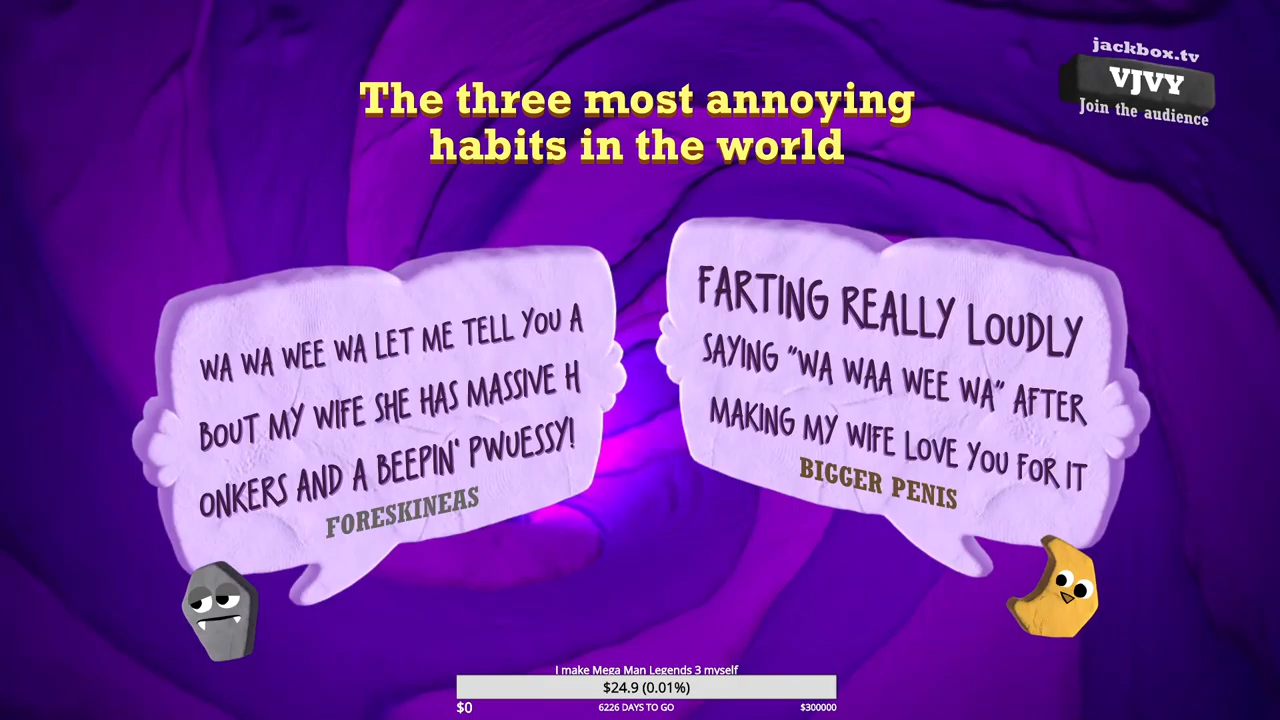 The three most annoying
habits in the world
jackbox.tv
VJVY
Join the audience
WA WA WEE WA LET ME TELL YOU A
BOUT MY WIFE SHE HAS MASSIVE H
ONKERS AND A BEEPIN' PWUESSY!
FORESKINEAS
FARTING REALLY LOUDLY
SAYING "WA WAA WEE WA" AFTER
MAKING MY WIFE LOVE YOU FOR IT
BIGGER PENIS
I make Mega Man Legends 3 myself
$24.9 (0.01%)
$0 6226 DAYS TO GO $300000